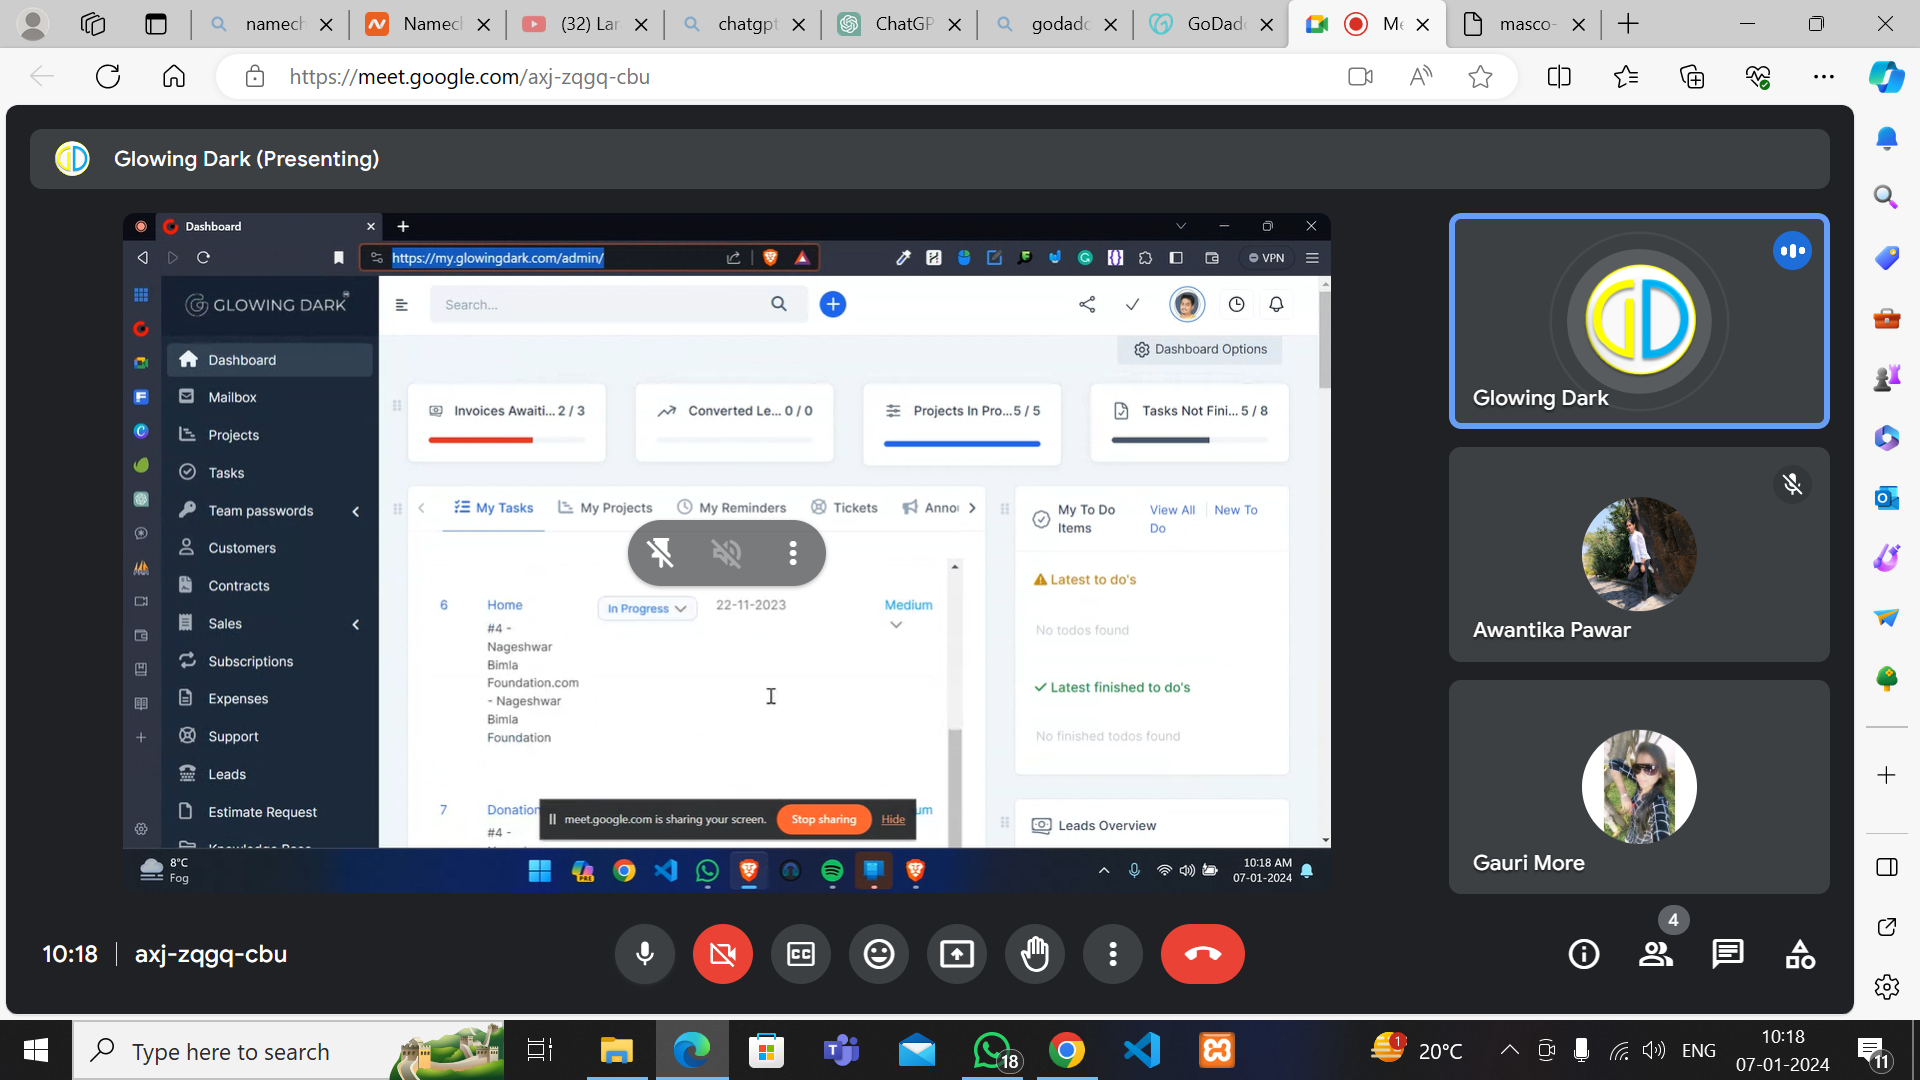 namech
Namech
(32) Lar
chatgpt
ChatGP
godadd
GoDadd
Me
masco-
https://meet.google.com/axj-zqgq-cbu
Glowing Dark (Presenting)
Dashboard
https://my.glowingdark.com/admin/
VPN
GLOWING DARK
Search...
Dashboard Options
Dashboard
Mailbox
Projects
Tasks
Team passwords
Customers
Contracts
Sales
Subscriptions
Expenses
Support
Leads
Estimate Request
Invoices Awaiti... 2 / 3
Converted Le... 0 / 0
Projects In Pro... 5 / 5
Tasks Not Fini... 5 / 8
My Tasks
My Projects
My Reminders
Tickets
Annou
6
Home
In Progress
22-11-2023
Medium
#4 -
Nageshwar
Bimla
Foundation.com
- Nageshwar
Bimla
Foundation
7
Donation
#4 -
My To Do
Items
View All
New To
Do
Latest to do's
No todos found
Latest finished to do's
No finished todos found
Leads Overview
meet.google.com is sharing your screen.
Stop sharing
Hide
8°C
Fog
PRE
10:18 AM
07-01-2024
Glowing Dark
Awantika Pawar
Gauri More
10:18
axj-zqgq-cbu
CC
4
Type here to search
18
1
20°C
ENG
10:18
07-01-2024
11